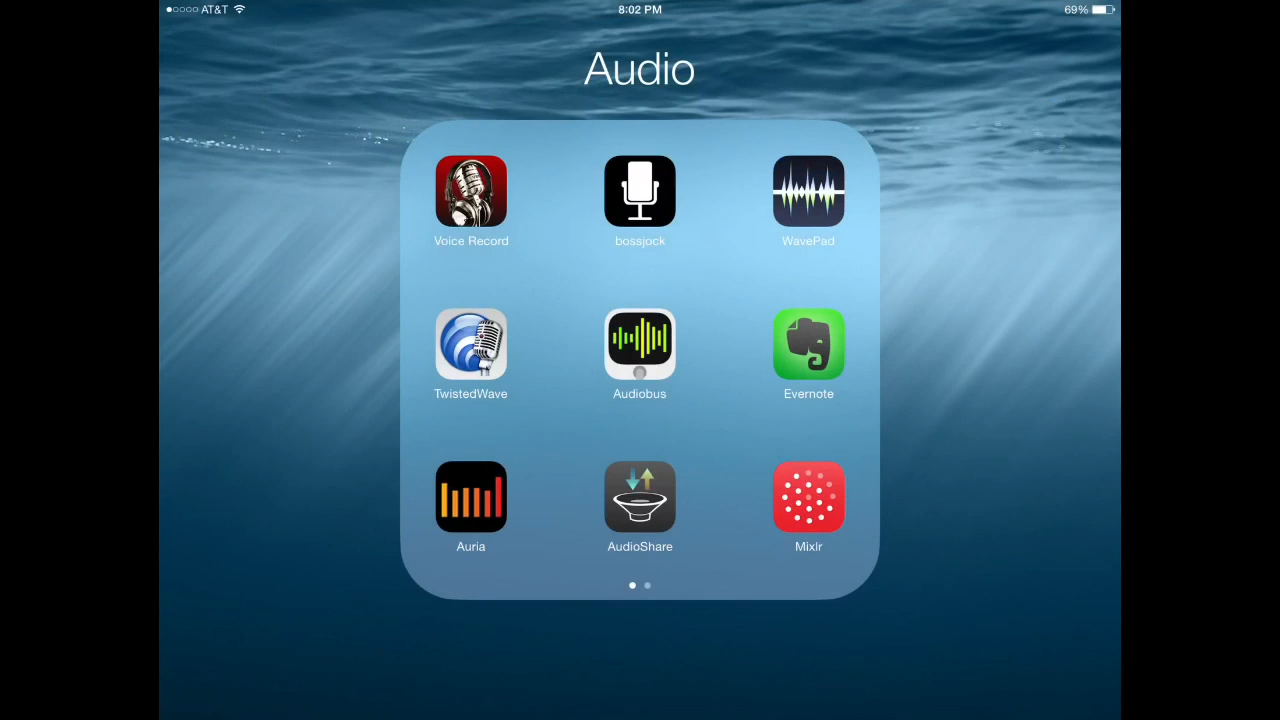 AT&T 8:02 PM 69%
Audio
Voice Record bossjock WavePad
TwistedWave Audiobus Evernote
Auria AudioShare Mixlr